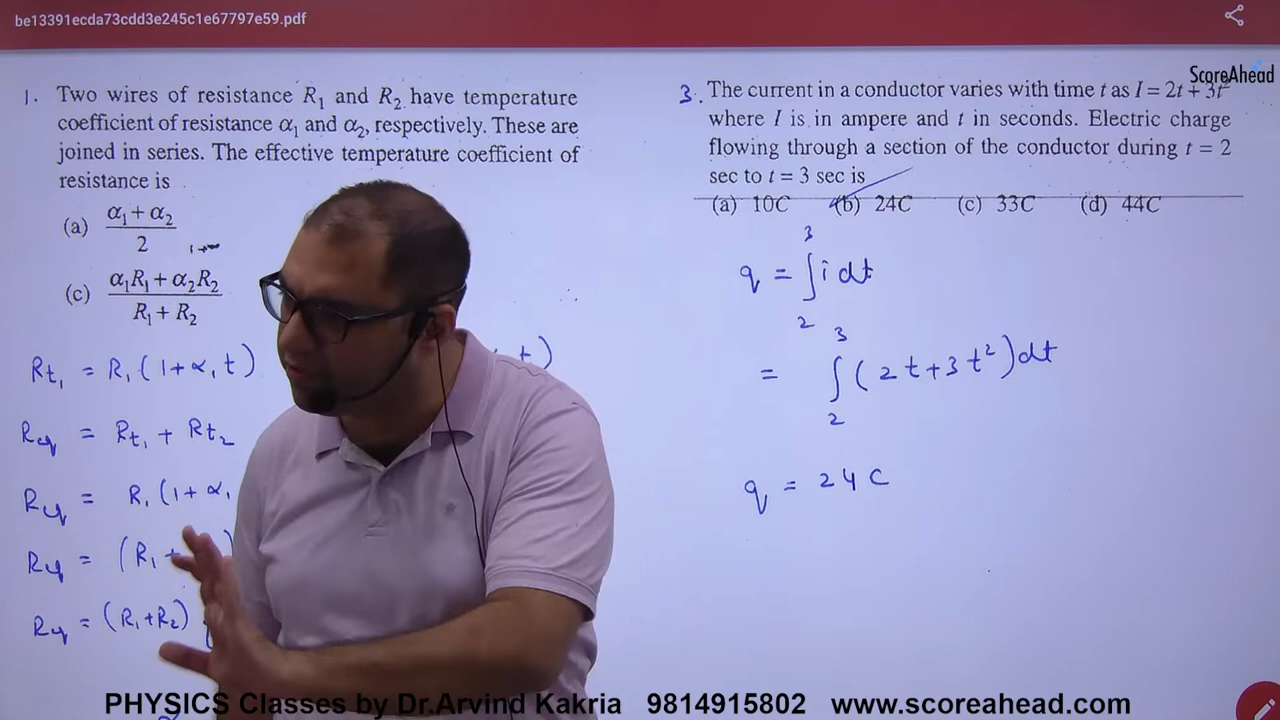 be13391ecda73cdd3e245c1e67797e59.pdf
ScoreAhead
1. Two wires of resistance R₁ and R₂ have temperature
coefficient of resistance α₁ and α₂, respectively. These are
joined in series. The effective temperature coefficient of
resistance is
(a) (α₁ + α₂)/2
(c) (α₁R₁ + α₂R₂)/(R₁ + R₂)
Rt₁ = R₁(1+α₁t)
t)
Req = Rt₁ + Rt₂
Req = R₁(1+α₁
Req = (R₁ +
Req = (R₁+R₂)
3. The current in a conductor varies with time t as I = 2t + 3t²
where I is in ampere and t in seconds. Electric charge
flowing through a section of the conductor during t = 2
sec to t = 3 sec is
(a) 10C (b) 24C (c) 33C (d) 44C
q = ∫₂³ i dt
= ∫₂³ (2t+3t²)dt
q = 24 C
PHYSICS Classes by Dr.Arvind Kakria 9814915802 www.scoreahead.com